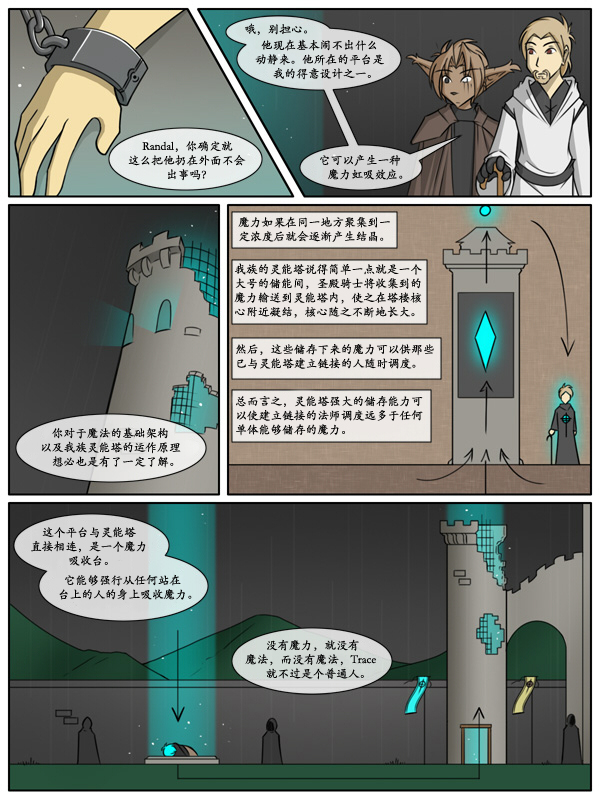 Randal，你确定就
这么把他扔在外面不会
出事吗？
哦，别担心。
他现在基本闹不出什么
动静来。他所在的平台是
我的得意设计之一。
它可以产生一种
魔力虹吸效应。
你对于魔法的基础架构
以及我族灵能塔的运作原理
想必也是有了一定了解。
魔力如果在同一地方聚集到一
定浓度后就会逐渐产生结晶。
我族的灵能塔说得简单一点就是一个
大号的储能间，圣殿骑士将收集到的
魔力输送到灵能塔内，使之在塔楼核
心附近凝结，核心随之不断地长大。
然后，这些储存下来的魔力可以供那些
已与灵能塔建立链接的人随时调度。
总而言之，灵能塔强大的储存能力可
以使建立链接的法师调度远多于任何
单体能够储存的魔力。
这个平台与灵能塔
直接相连，是一个魔力
吸收台。
它能够强行从任何站在
台上的人的身上吸收魔力。
没有魔力，就没有
魔法，而没有魔法，Trace
就不过是个普通人。